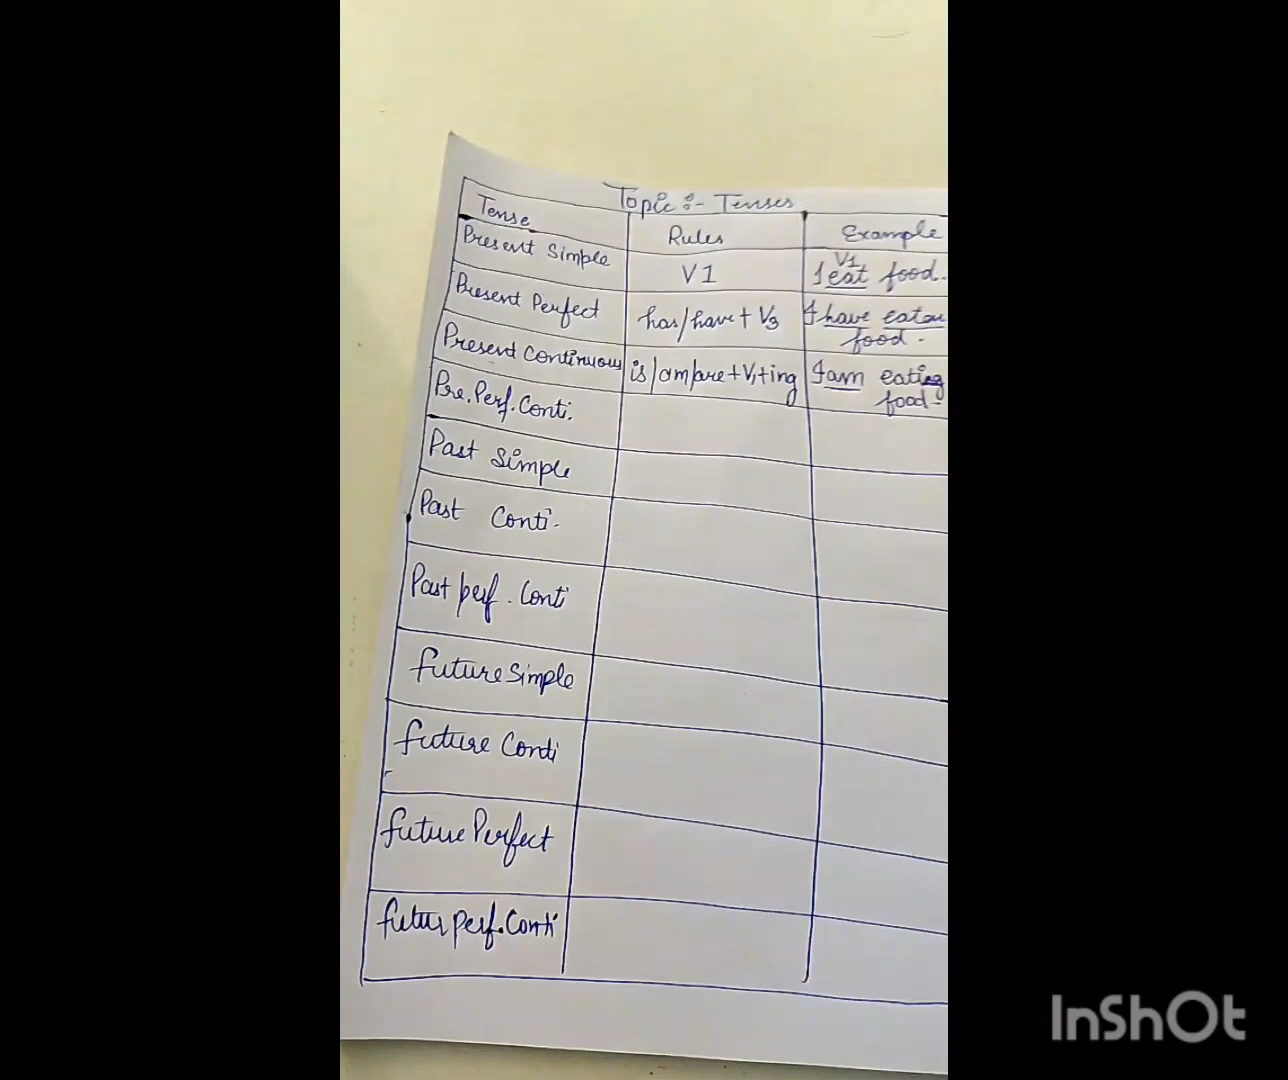 Topic :- Tenses
Tense Rules Example
Present Simple V1 V1
I eat food.
Present Perfect has/have + V3 I have eaten
food.
Present Continuous is/am/are + V1+ing I am eating
food.
Pre. Perf. Conti.
Past Simple
Past Conti.
Past perf. Conti
future Simple
future Conti
future Perfect
futur perf. Conti
InShOt